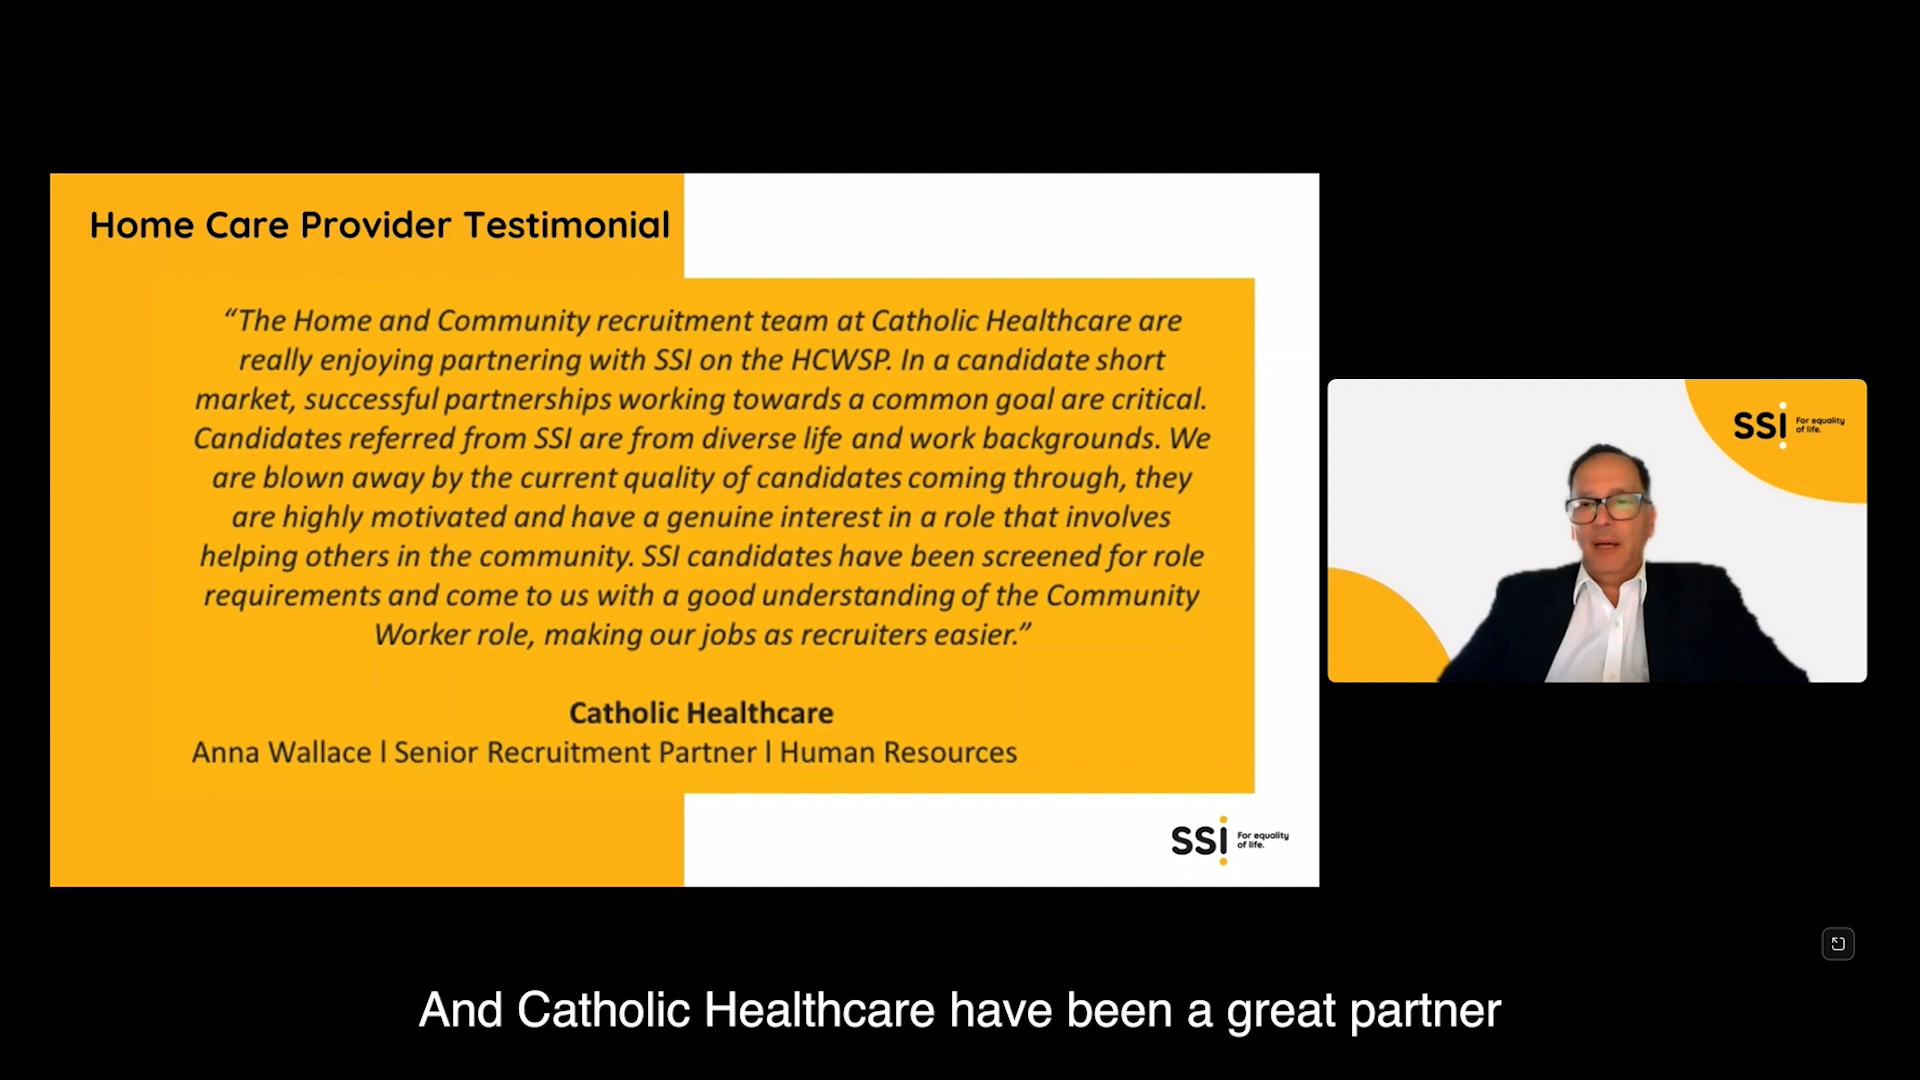 Home Care Provider Testimonial
“The Home and Community recruitment team at Catholic Healthcare are
really enjoying partnering with SSI on the HCWSP. In a candidate short
market, successful partnerships working towards a common goal are critical.
Candidates referred from SSI are from diverse life and work backgrounds. We
are blown away by the current quality of candidates coming through, they
are highly motivated and have a genuine interest in a role that involves
helping others in the community. SSI candidates have been screened for role
requirements and come to us with a good understanding of the Community
Worker role, making our jobs as recruiters easier.”
Catholic Healthcare
Anna Wallace l Senior Recruitment Partner l Human Resources
SSi For equality
of life.
SSi For equality
of life.
And Catholic Healthcare have been a great partner